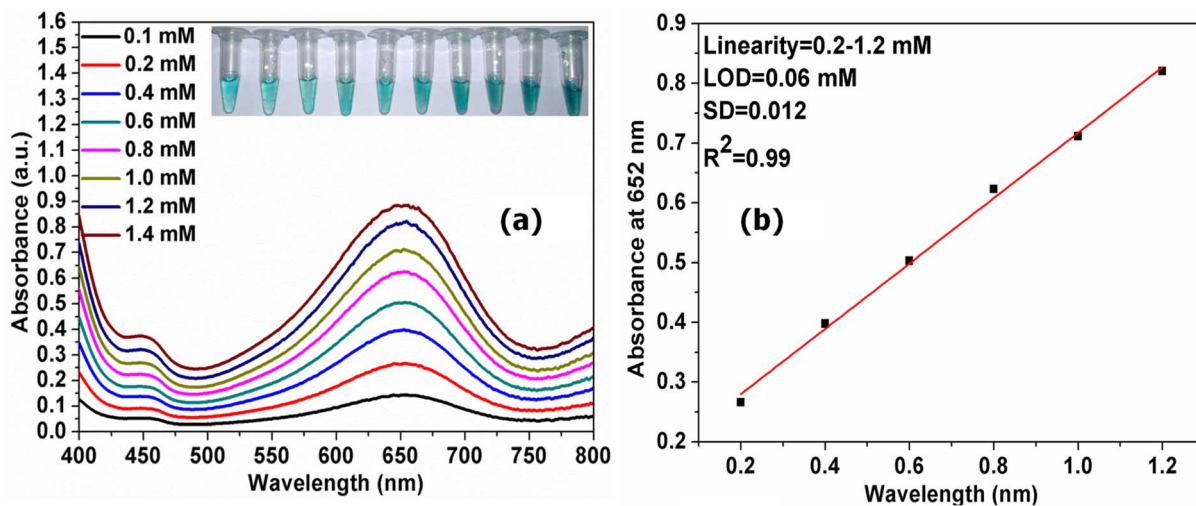 1.6
1.5
1.4
1.3
1.2
1.1
1.0
0.9
0.8
0.7
0.6
0.5
0.4
0.3
0.2
0.1
0.0
Absorbance (a.u.)
0.1 mM
0.2 mM
0.4 mM
0.6 mM
0.8 mM
1.0 mM
1.2 mM
1.4 mM
(a)
400 450 500 550 600 650 700 750 800
Wavelength (nm)
0.9
0.8
0.7
0.6
0.5
0.4
0.3
0.2
Absorbance at 652 nm
Linearity=0.2-1.2 mM
LOD=0.06 mM
SD=0.012
R²=0.99
(b)
0.2 0.4 0.6 0.8 1.0 1.2
Wavelength (nm)